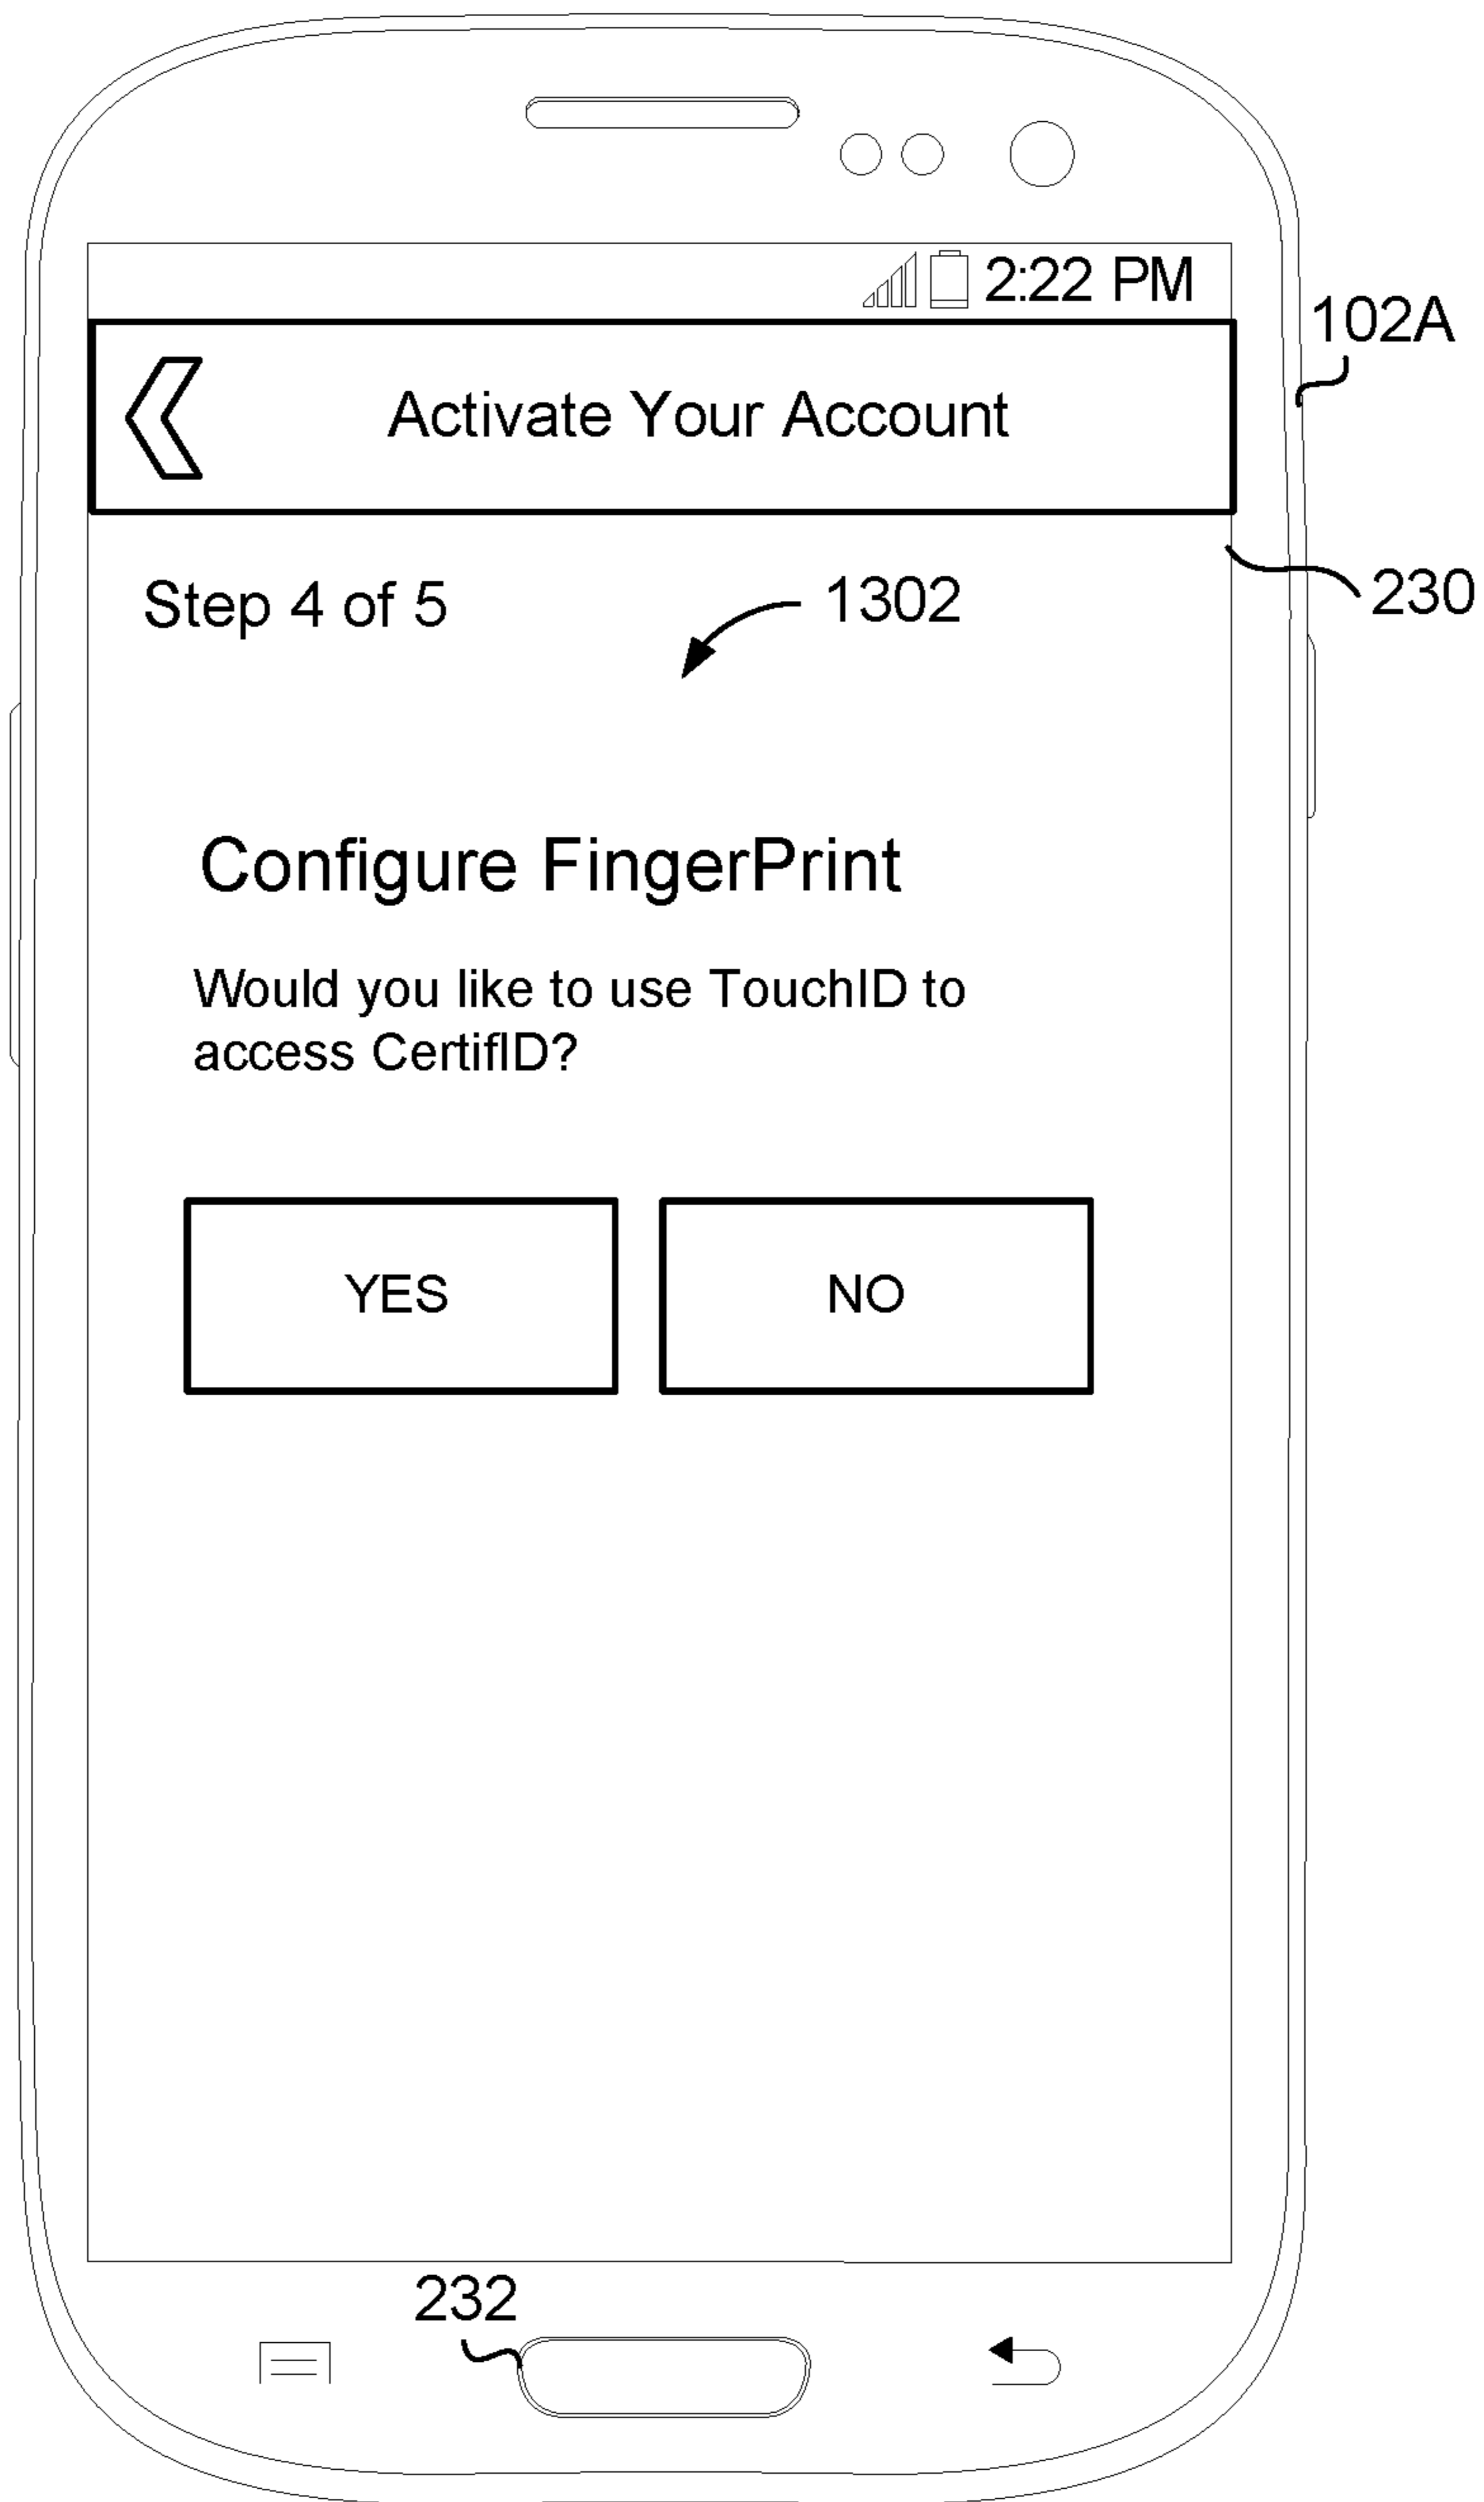 2:22 PM
102A
Activate Your Account
230
Step 4 of 5
1302
Configure FingerPrint
Would you like to use TouchID to
access CertifID?
YES
NO
232